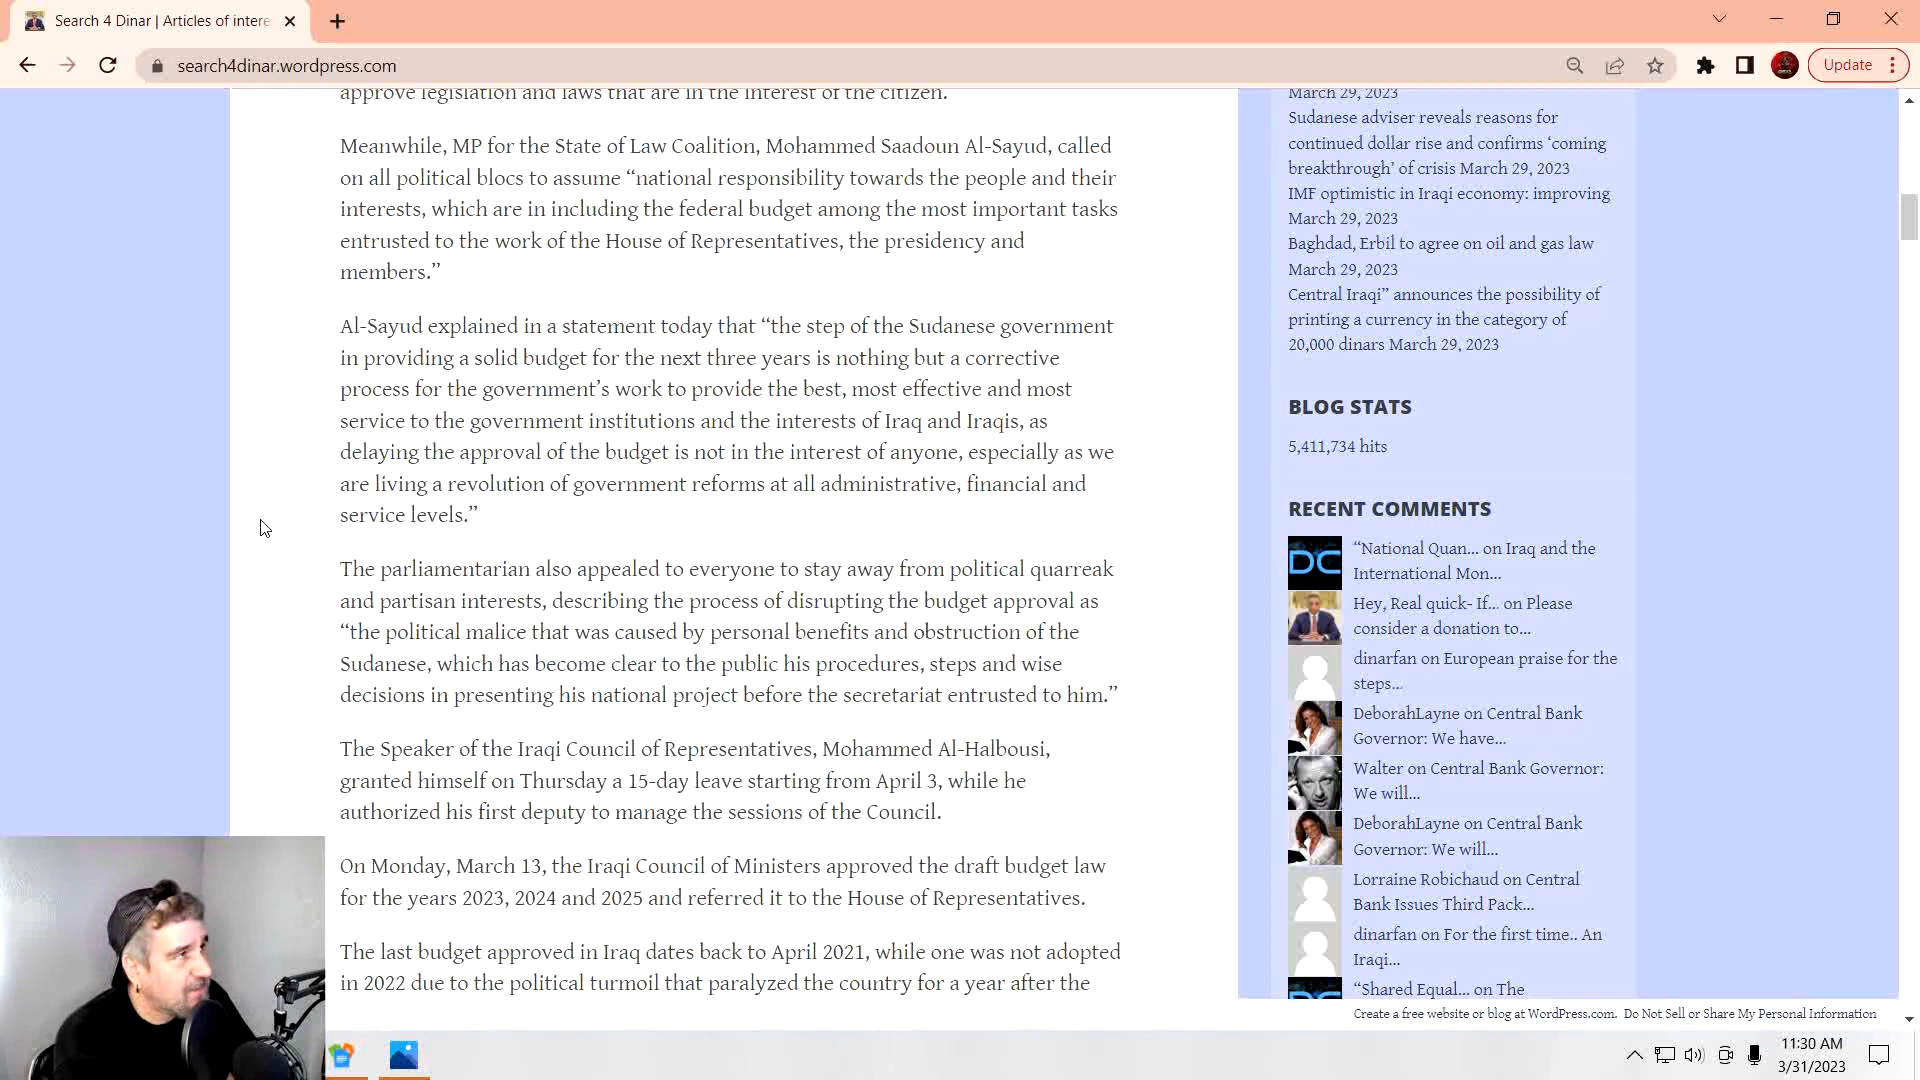 Search 4 Dinar | Articles of intere
search4dinar.wordpress.com
Update
approve legislation and laws that are in the interest of the citizen.
Meanwhile, MP for the State of Law Coalition, Mohammed Saadoun Al-Sayud, called
on all political blocs to assume “national responsibility towards the people and their
interests, which are in including the federal budget among the most important tasks
entrusted to the work of the House of Representatives, the presidency and
members.”
Al-Sayud explained in a statement today that “the step of the Sudanese government
in providing a solid budget for the next three years is nothing but a corrective
process for the government’s work to provide the best, most effective and most
service to the government institutions and the interests of Iraq and Iraqis, as
delaying the approval of the budget is not in the interest of anyone, especially as we
are living a revolution of government reforms at all administrative, financial and
service levels.”
The parliamentarian also appealed to everyone to stay away from political quarreak
and partisan interests, describing the process of disrupting the budget approval as
“the political malice that was caused by personal benefits and obstruction of the
Sudanese, which has become clear to the public his procedures, steps and wise
decisions in presenting his national project before the secretariat entrusted to him.”
The Speaker of the Iraqi Council of Representatives, Mohammed Al-Halbousi,
granted himself on Thursday a 15-day leave starting from April 3, while he
authorized his first deputy to manage the sessions of the Council.
On Monday, March 13, the Iraqi Council of Ministers approved the draft budget law
for the years 2023, 2024 and 2025 and referred it to the House of Representatives.
The last budget approved in Iraq dates back to April 2021, while one was not adopted
in 2022 due to the political turmoil that paralyzed the country for a year after the
March 29, 2023
Sudanese adviser reveals reasons for
continued dollar rise and confirms ‘coming
breakthrough’ of crisis March 29, 2023
IMF optimistic in Iraqi economy: improving
March 29, 2023
Baghdad, Erbil to agree on oil and gas law
March 29, 2023
Central Iraqi” announces the possibility of
printing a currency in the category of
20,000 dinars March 29, 2023
BLOG STATS
5,411,734 hits
RECENT COMMENTS
DC
“National Quan... on Iraq and the
International Mon...
Hey, Real quick- If... on Please
consider a donation to...
dinarfan on European praise for the
steps...
DeborahLayne on Central Bank
Governor: We have...
Walter on Central Bank Governor:
We will...
DeborahLayne on Central Bank
Governor: We will...
Lorraine Robichaud on Central
Bank Issues Third Pack...
dinarfan on For the first time.. An
Iraqi...
“Shared Equal... on The
Create a free website or blog at WordPress.com. Do Not Sell or Share My Personal Information
11:30 AM
3/31/2023